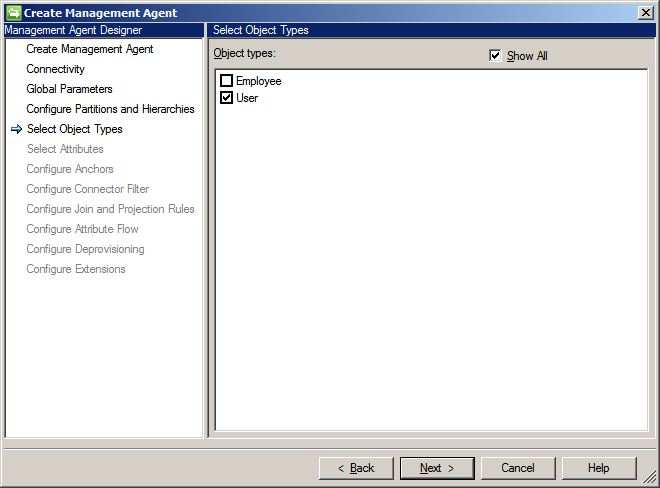 Create Management Agent
Management Agent Designer
Create Management Agent
Connectivity
Global Parameters
Configure Partitions and Hierarchies
Select Object Types
Select Attributes
Configure Anchors
Configure Connector Filter
Configure Join and Projection Rules
Configure Attribute Flow
Configure Deprovisioning
Configure Extensions
Select Object Types
Object types:
Show All
Employee
User
< Back
Next >
Cancel
Help